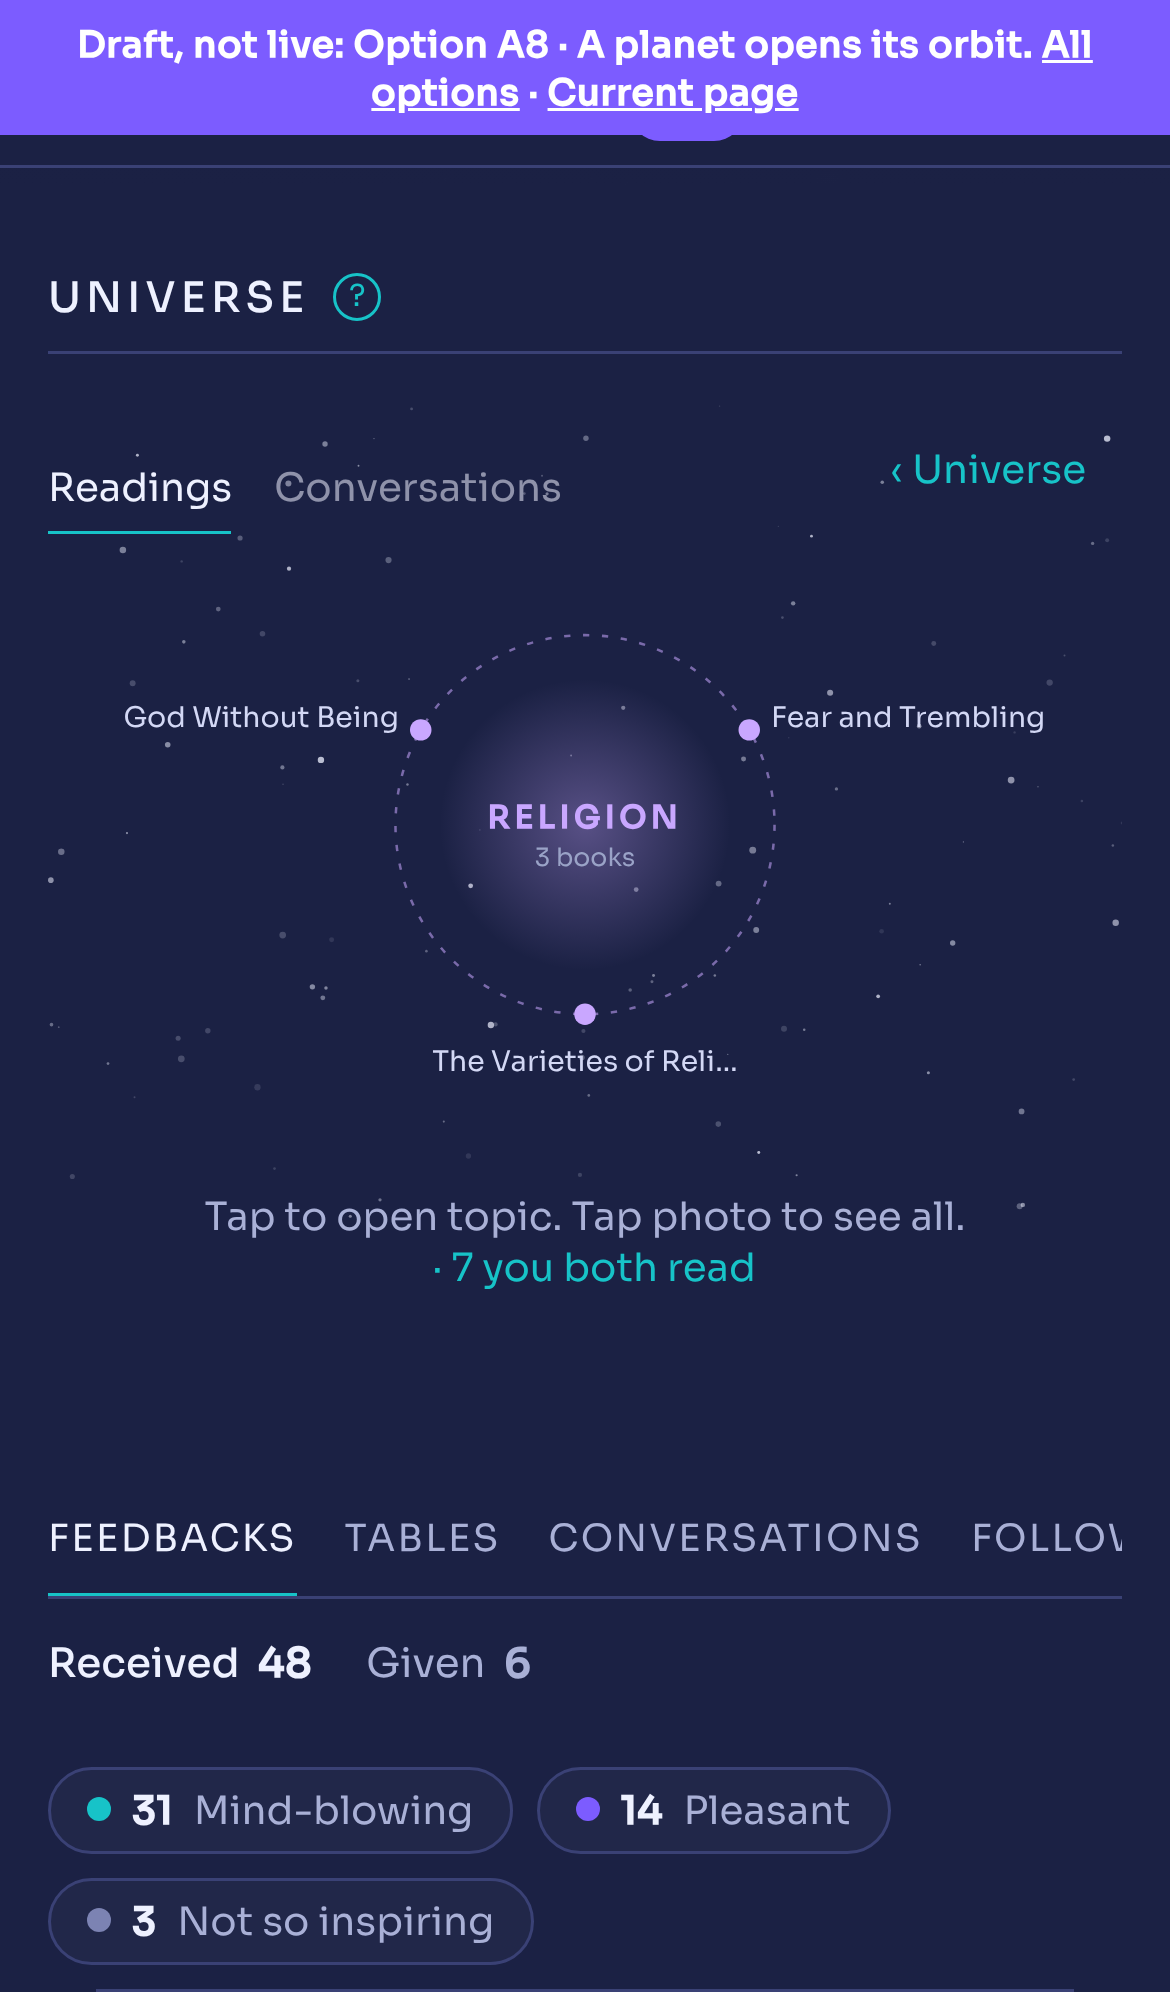 Draft, not live: Option A8 · A planet opens its orbit. All
options · Current page
UNIVERSE ?
Readings Conversations ‹ Universe
God Without Being Fear and Trembling
RELIGION
3 books
The Varieties of Reli...
Tap to open topic. Tap photo to see all.
· 7 you both read
FEEDBACKS TABLES CONVERSATIONS FOLLOW
Received 48 Given 6
31 Mind-blowing 14 Pleasant
3 Not so inspiring